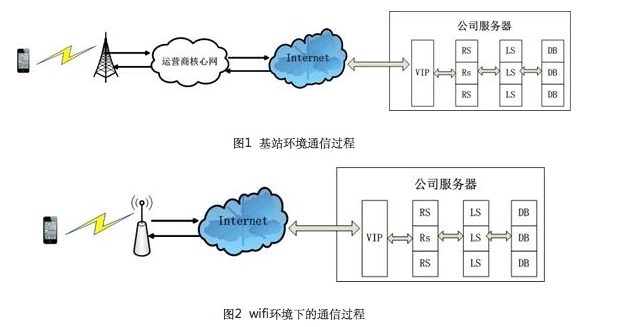 公司服务器
运营商核心网
Internet
VIP
RS
LS
DB
Rs
LS
DB
RS
LS
DB
图1 基站环境通信过程
公司服务器
Internet
VIP
RS
LS
DB
Rs
LS
DB
RS
LS
DB
图2 wifi环境下的通信过程